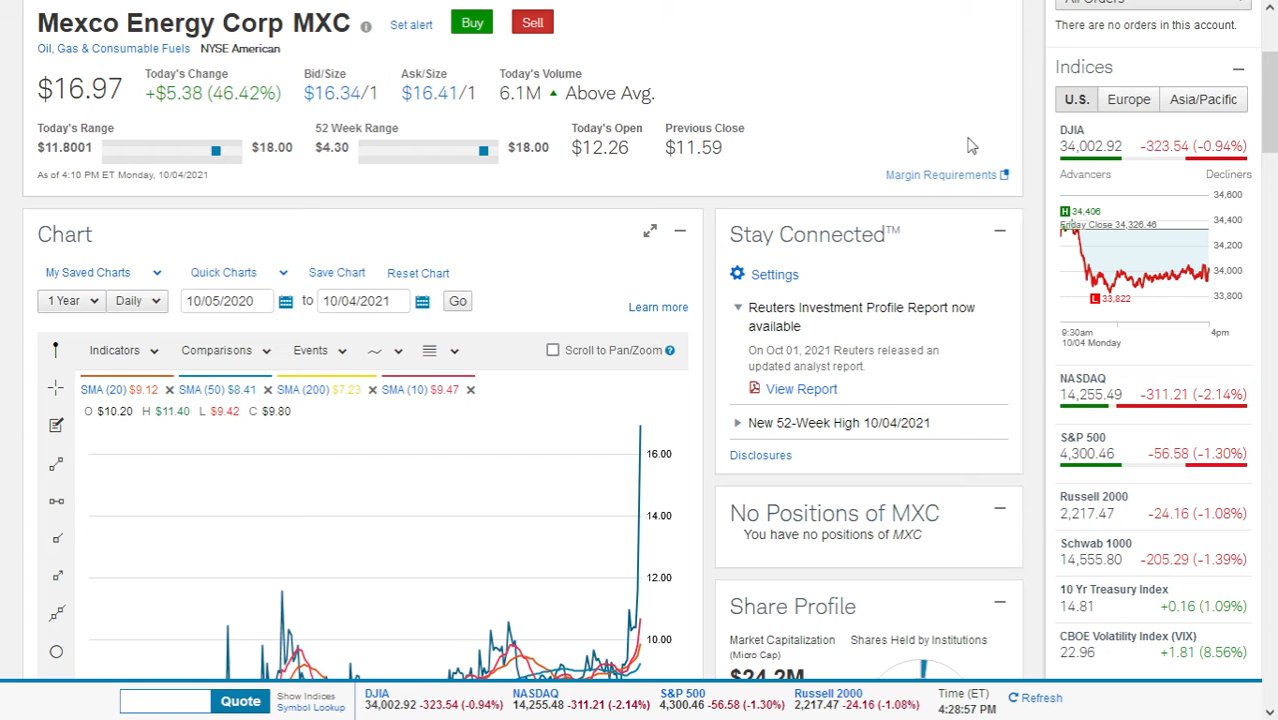 Mexco Energy Corp MXC
Set alert
Buy
Sell
Oil, Gas & Consumable Fuels NYSE American
$16.97
Today's Change
+$5.38 (46.42%)
Bid/Size
$16.34/1
Ask/Size
$16.41/1
Today's Volume
6.1M Above Avg.
Today's Range
$11.8001
$18.00
52 Week Range
$4.30
$18.00
Today's Open
$12.26
Previous Close
$11.59
As of 4:10 PM ET Monday, 10/04/2021
Margin Requirements
Chart
My Saved Charts
Quick Charts
Save Chart
Reset Chart
1 Year
Daily
10/05/2020
to
10/04/2021
Go
Learn more
Indicators
Comparisons
Events
Scroll to Pan/Zoom
SMA (20) $9.12
SMA (50) $8.41
SMA (200) $7.23
SMA (10) $9.47
O $10.20 H $11.40 L $9.42 C $9.80
16.00
14.00
12.00
10.00
Stay Connected™
Settings
Reuters Investment Profile Report now
available
On Oct 01, 2021 Reuters released an
updated analyst report.
View Report
New 52-Week High 10/04/2021
Disclosures
No Positions of MXC
You have no positions of MXC
Share Profile
Market Capitalization
(Micro Cap)
$24.2M
Shares Held by Institutions
All Orders
There are no orders in this account.
Indices
U.S.
Europe
Asia/Pacific
DJIA
34,002.92 -323.54 (-0.94%)
Advancers Decliners
34,600
34,400
34,200
34,000
33,800
H 34,406
Friday Close 34,326.46
L 33,822
9:30am
10/04 Monday
4pm
NASDAQ
14,255.49 -311.21 (-2.14%)
S&P 500
4,300.46 -56.58 (-1.30%)
Russell 2000
2,217.47 -24.16 (-1.08%)
Schwab 1000
14,555.80 -205.29 (-1.39%)
10 Yr Treasury Index
14.81 +0.16 (1.09%)
CBOE Volatility Index (VIX)
22.96 +1.81 (8.56%)
Quote
Show Indices
Symbol Lookup
DJIA
34,002.92 -323.54 (-0.94%)
NASDAQ
14,255.48 -311.21 (-2.14%)
S&P 500
4,300.46 -56.58 (-1.30%)
Russell 2000
2,217.47 -24.16 (-1.08%)
Time (ET)
4:28:57 PM
Refresh